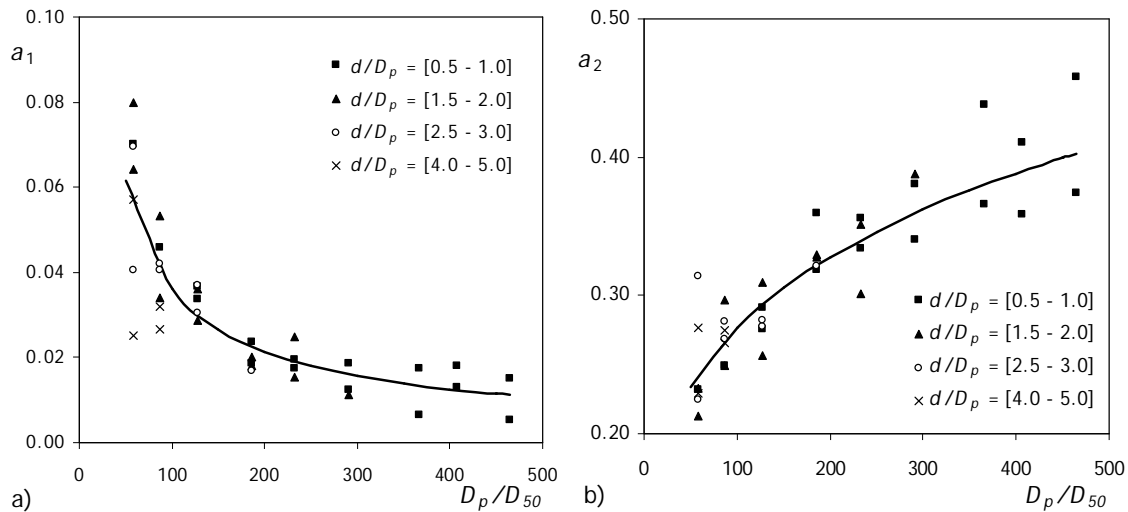 0.10
a1
0.08
0.06
0.04
0.02
0.00
0 100 200 300 400 500
Dp/D50
a)
d/Dp = [0.5 - 1.0]
d/Dp = [1.5 - 2.0]
d/Dp = [2.5 - 3.0]
d/Dp = [4.0 - 5.0]
0.50
a2
0.40
0.30
0.20
0 100 200 300 400 500
Dp/D50
b)
d/Dp = [0.5 - 1.0]
d/Dp = [1.5 - 2.0]
d/Dp = [2.5 - 3.0]
d/Dp = [4.0 - 5.0]